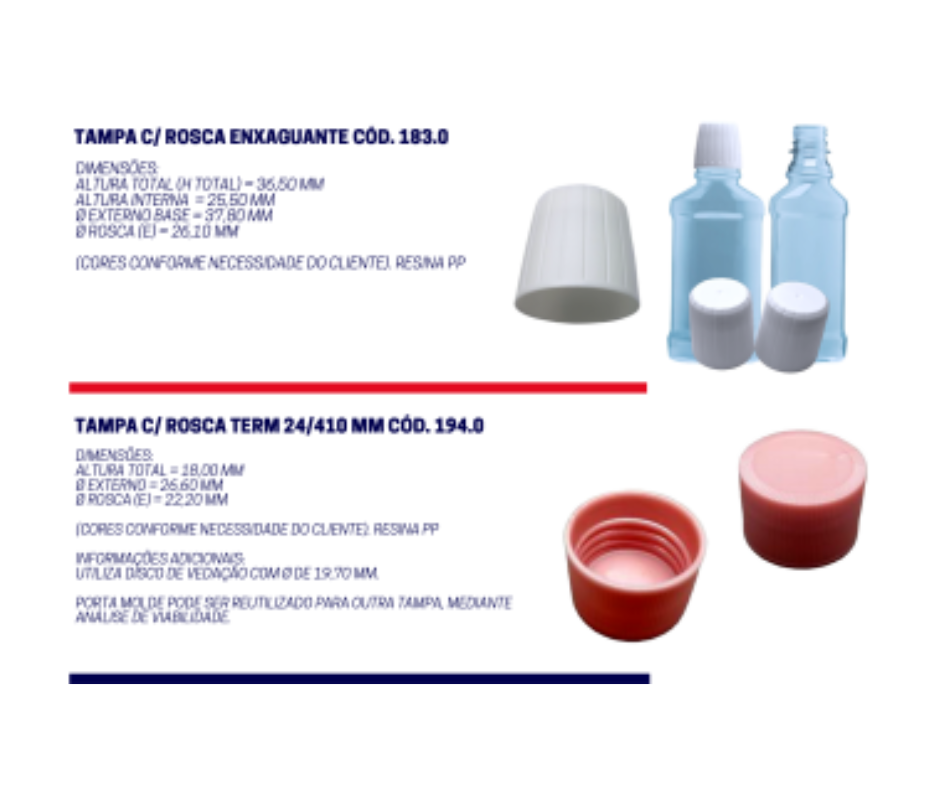 TAMPA C/ ROSCA ENXAGUANTE CÓD. 183.0
DIMENSÕES:
ALTURA TOTAL (H TOTAL) = 36,50 MM
ALTURA INTERNA = 25,50 MM
Ø EXTERNO BASE = 37,80 MM
Ø ROSCA (E) = 26,10 MM
(CORES CONFORME NECESSIDADE DO CLIENTE). RESINA PP
TAMPA C/ ROSCA TERM 24/410 MM CÓD. 194.0
DIMENSÕES:
ALTURA TOTAL = 18,00 MM
Ø EXTERNO = 26,60 MM
Ø ROSCA (E) = 22,20 MM
(CORES CONFORME NECESSIDADE DO CLIENTE). RESINA PP
INFORMAÇÕES ADICIONAIS:
UTILIZA DISCO DE VEDAÇÃO COM Ø DE 19,70 MM.
PORTA MOLDE PODE SER REUTILIZADO PARA OUTRA TAMPA, MEDIANTE
ANÁLISE DE VIABILIDADE.